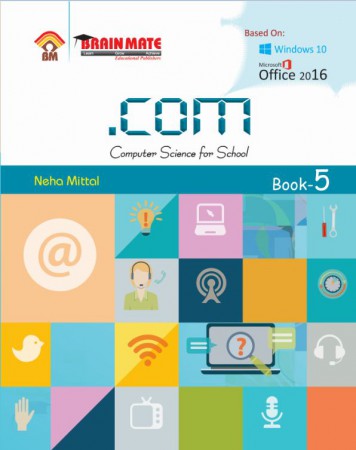 BM
BRAIN MATE
Educational Publishers
Based On:
Windows 10
Microsoft
Office 2016
.com
Computer Science for School
Neha Mittal
Book-5
@
?